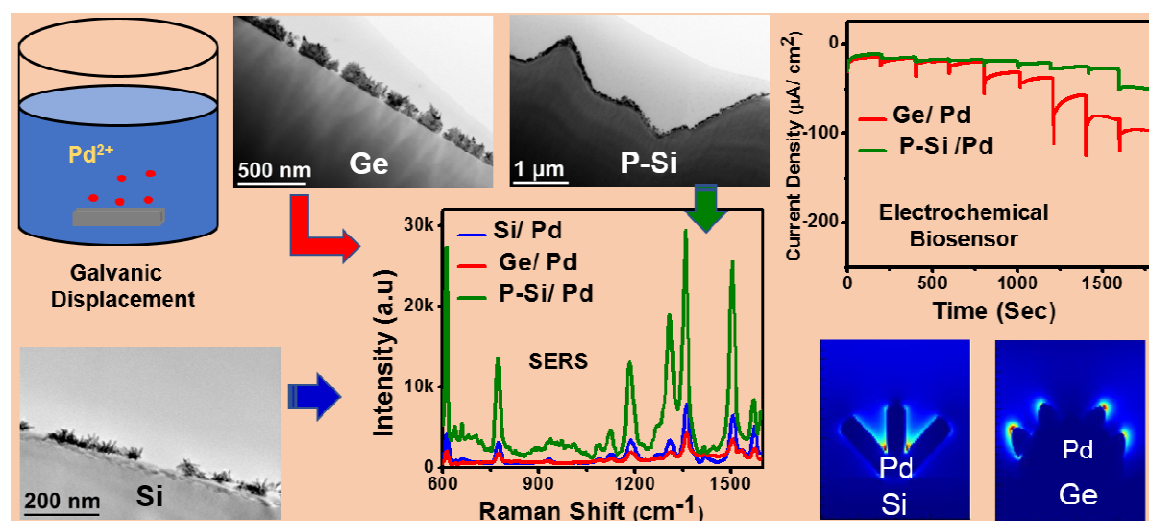 Pd2+
Galvanic
Displacement
500 nm
Ge
1 µm
P-Si
200 nm
Si
30k
20k
10k
0
600
900
1200
1500
Intensity (a.u)
Raman Shift (cm-1)
Si/ Pd
Ge/ Pd
P-Si/ Pd
SERS
0
-100
-200
Current Density (µA/ cm2)
Ge/ Pd
P-Si /Pd
Electrochemical
Biosensor
0
500
1000
1500
Time (Sec)
Pd
Si
Pd
Ge